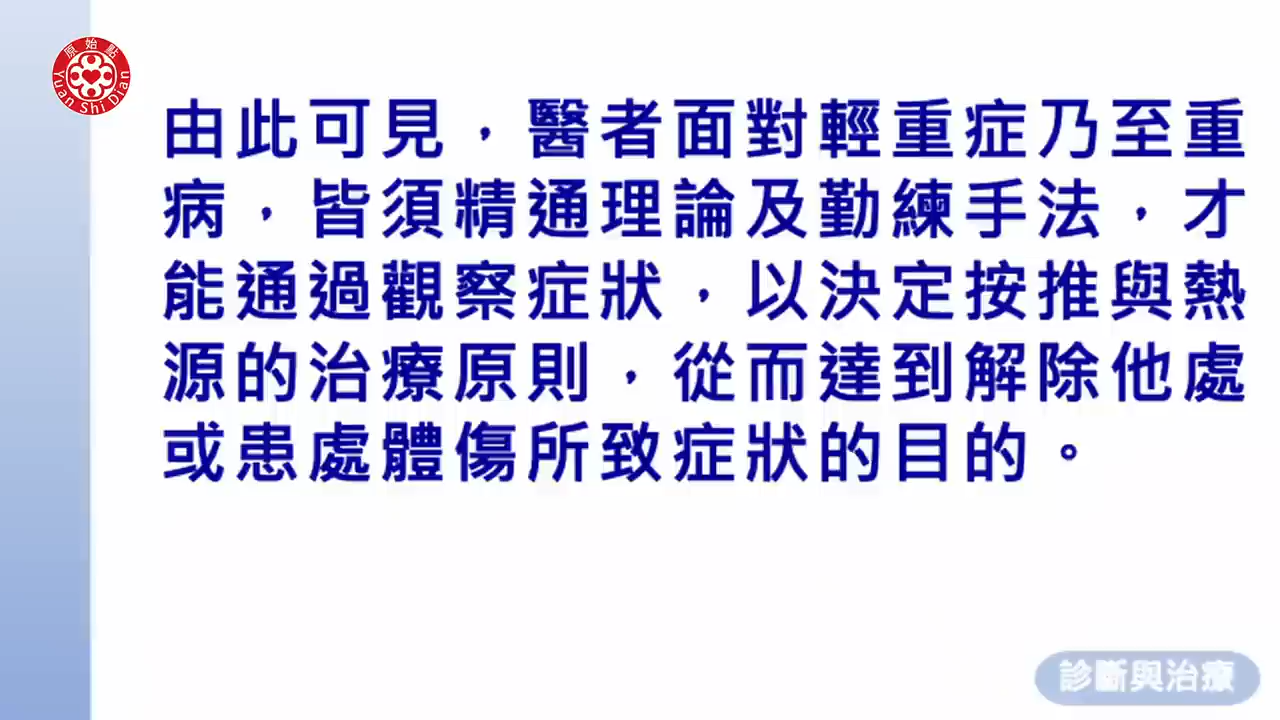 原始點
Yuan Shi Dian
由此可見，醫者面對輕重症乃至重
病，皆須精通理論及勤練手法，才
能通過觀察症狀，以決定按推與熱
源的治療原則，從而達到解除他處
或患處體傷所致症狀的目的。
診斷與治療